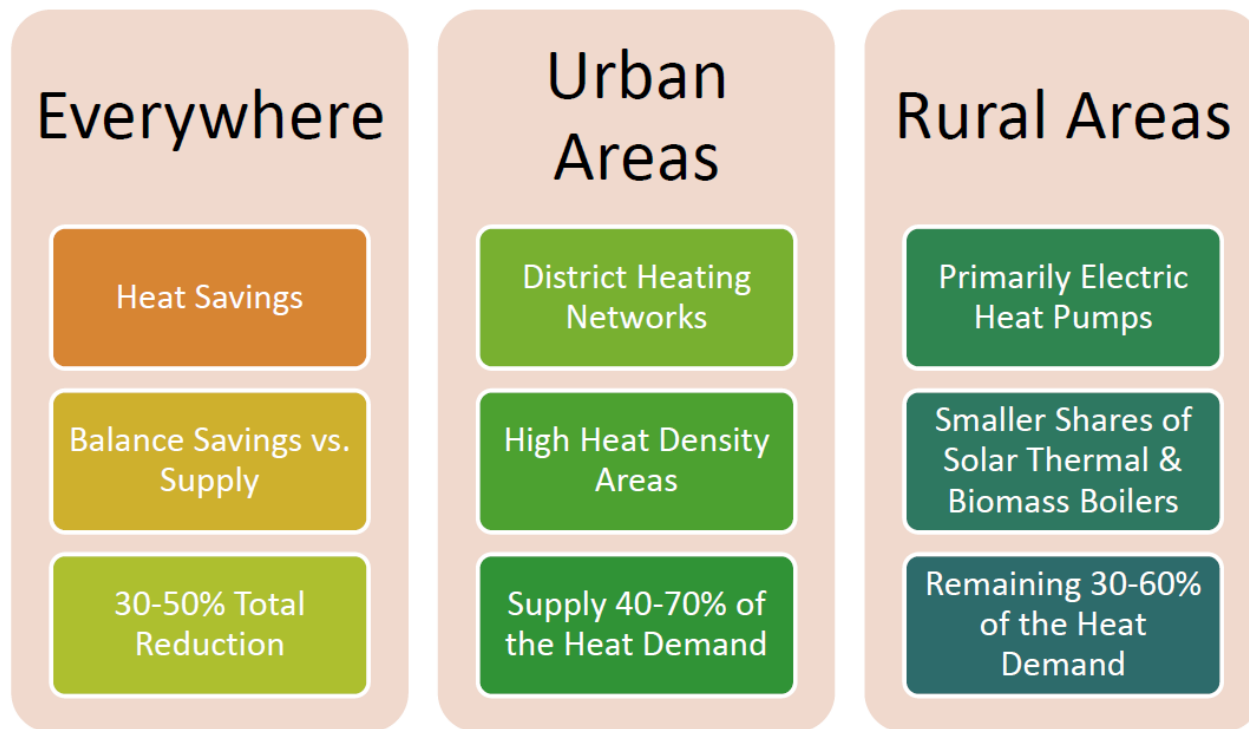 Everywhere
Heat Savings
Balance Savings vs.
Supply
30-50% Total
Reduction
Urban
Areas
District Heating
Networks
High Heat Density
Areas
Supply 40-70% of
the Heat Demand
Rural Areas
Primarily Electric
Heat Pumps
Smaller Shares of
Solar Thermal &
Biomass Boilers
Remaining 30-60%
of the Heat
Demand